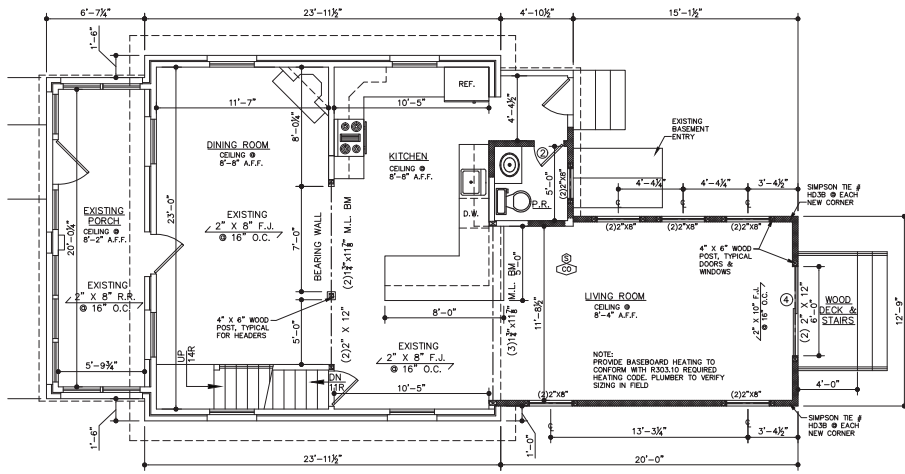 6'-7¼"
23'-11½"
4'-10½"
15'-1½"
1'-6"
11'-7"
8'-0¼"
10'-5"
REF.
4'-4½"
EXISTING
BASEMENT
ENTRY
DINING ROOM
CEILING @
8'-8" A.F.F.
KITCHEN
CEILING @
8'-8" A.F.F.
2
5'-0"
(2)2"X8"
P.R.
D.W.
4'-4¼"
4'-4¼"
3'-4½"
SIMPSON TIE #
HD3B @ EACH
NEW CORNER
EXISTING
PORCH
CEILING @
8'-2" A.F.F.
20'-0¼"
23'-0"
EXISTING
2" X 8" F.J.
@ 16" O.C.
BEARING WALL
7'-0"
(2)1¾" X 11⅞" M.L. BM
(2)2"X8"
(2)2"X8"
(2)2"X8"
4" X 6" WOOD
POST, TYPICAL
DOORS &
WINDOWS
5'-0"
S
CO
EXISTING
2" X 8" R.R.
@ 16" O.C.
4" X 6" WOOD
POST, TYPICAL
FOR HEADERS
5'-0"
(2)2" X 12"
8'-0"
(3)1¾" X 11⅞" M.L. BM
11'-8½"
LIVING ROOM
CEILING @
8'-4" A.F.F.
2" X 10" F.J.
@ 16" O.C.
4
(2) 2" X 12"
6'-0"
WOOD
DECK &
STAIRS
12'-9"
5'-9¾"
UP
14R
DN
11R
EXISTING
2" X 8" F.J.
@ 16" O.C.
10'-5"
NOTE:
PROVIDE BASEBOARD HEATING TO
CONFORM WITH R303.10 REQUIRED
HEATING CODE. PLUMBER TO VERIFY
SIZING IN FIELD
4'-0"
(2)2"X8"
(2)2"X8"
1'-6"
1'-0"
13'-3¾"
3'-4½"
SIMPSON TIE #
HD3B @ EACH
NEW CORNER
23'-11½"
20'-0"